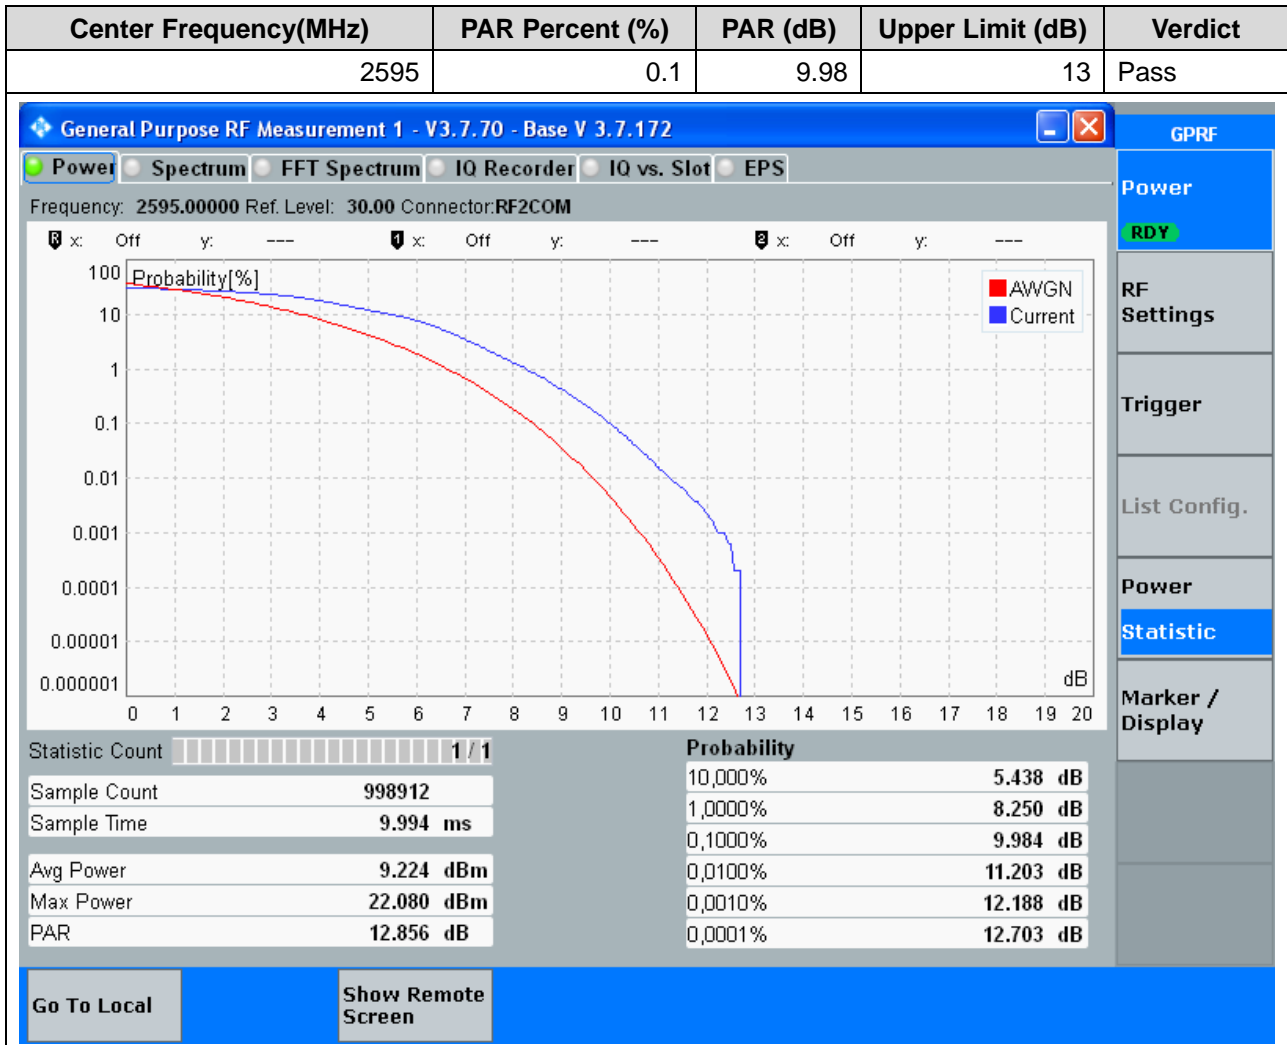 Center Frequency(MHz) PAR Percent (%) PAR (dB) Upper Limit (dB) Verdict
2595 0.1 9.98 13 Pass
General Purpose RF Measurement 1 - V3.7.70 - Base V 3.7.172
GPRF
Power Spectrum FFT Spectrum IQ Recorder IQ vs. Slot EPS
Power
RDY
Frequency: 2595.00000 Ref. Level: 30.00 Connector:RF2COM
R x: Off y: --- 1 x: Off y: --- 2 x: Off y: ---
Probability[%]
AWGN
Current
100
10
1
0.1
0.01
0.001
0.0001
0.00001
0.000001
dB
0 1 2 3 4 5 6 7 8 9 10 11 12 13 14 15 16 17 18 19 20
RF
Settings
Trigger
List Config.
Power
Statistic
Marker /
Display
Statistic Count 1 / 1
Sample Count 998912
Sample Time 9.994 ms
Avg Power 9.224 dBm
Max Power 22.080 dBm
PAR 12.856 dB
Probability
10,000% 5.438 dB
1,0000% 8.250 dB
0,1000% 9.984 dB
0,0100% 11.203 dB
0,0010% 12.188 dB
0,0001% 12.703 dB
Go To Local
Show Remote
Screen